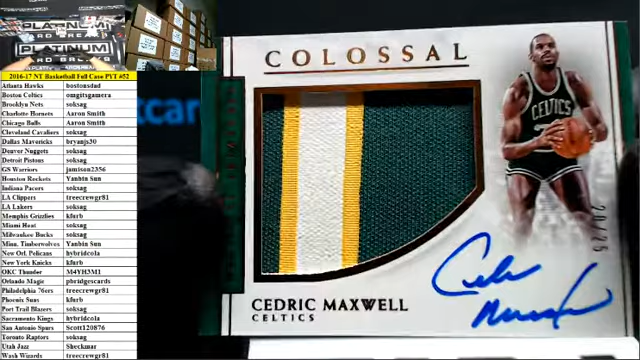 PLATINUM
PLATINUM
CARD BREAKS
2016-17 NT Basketball Full Case PYT #52
Atlanta Hawks bostonsdad
Boston Celtics omgitsgamera
Brooklyn Nets soksag
Charlotte Hornets Aaron Smith
Chicago Bulls Aaron Smith
Cleveland Cavaliers soksag
Dallas Mavericks bryanjs30
Denver Nuggets soksag
Detroit Pistons soksag
GS Warriors jamison2356
Houston Rockets Yanbin Sun
Indiana Pacers soksag
LA Clippers treecrewgr81
LA Lakers soksag
Memphis Grizzlies kfurb
Miami Heat soksag
Milwaukee Bucks soksag
Minn. Timberwolves Yanbin Sun
New Orl. Pelicans hybridcola
New York Knicks kfurb
OKC Thunder M4YH3M1
Orlando Magic pbridgescards
Philadelphia 76ers treecrewgr81
Phoenix Suns kfurb
Port Trail Blazers soksag
Sacramento Kings hybridcola
San Antonio Spurs Scott120876
Toronto Raptors soksag
Utah Jazz Sheckmar
Wash Wizards treecrewgr81
COLOSSAL
CELTICS
20/25
CEDRIC MAXWELL
CELTICS